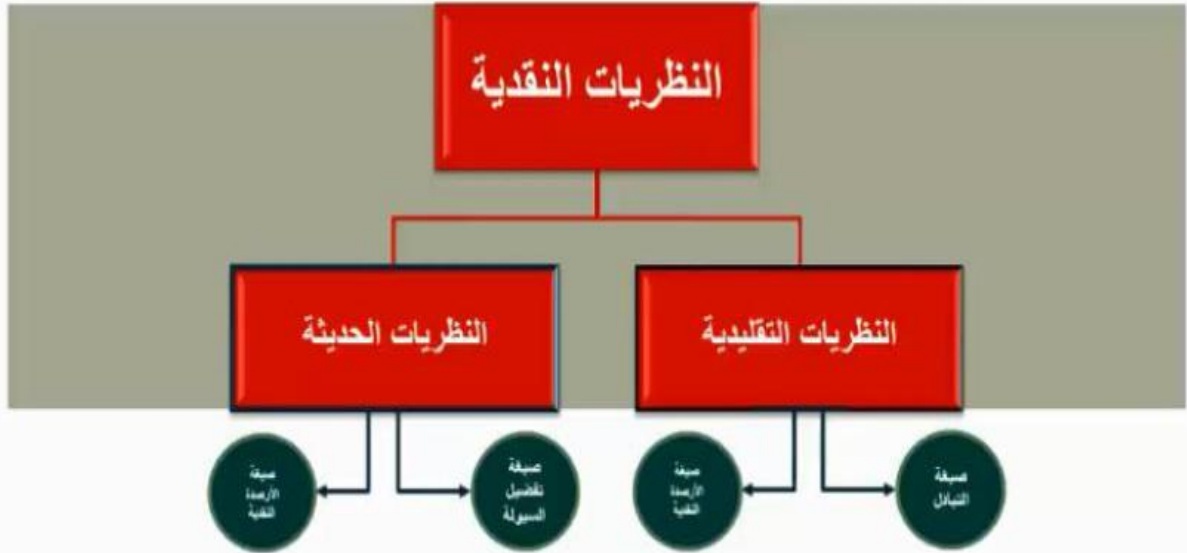 النظريات النقدية
النظريات التقليدية
النظريات الحديثة
صيغة
التبادل
صيغة
الأرصدة
النقدية
صيغة
تفضيل
السيولة
صيغة
الأرصدة
النقدية